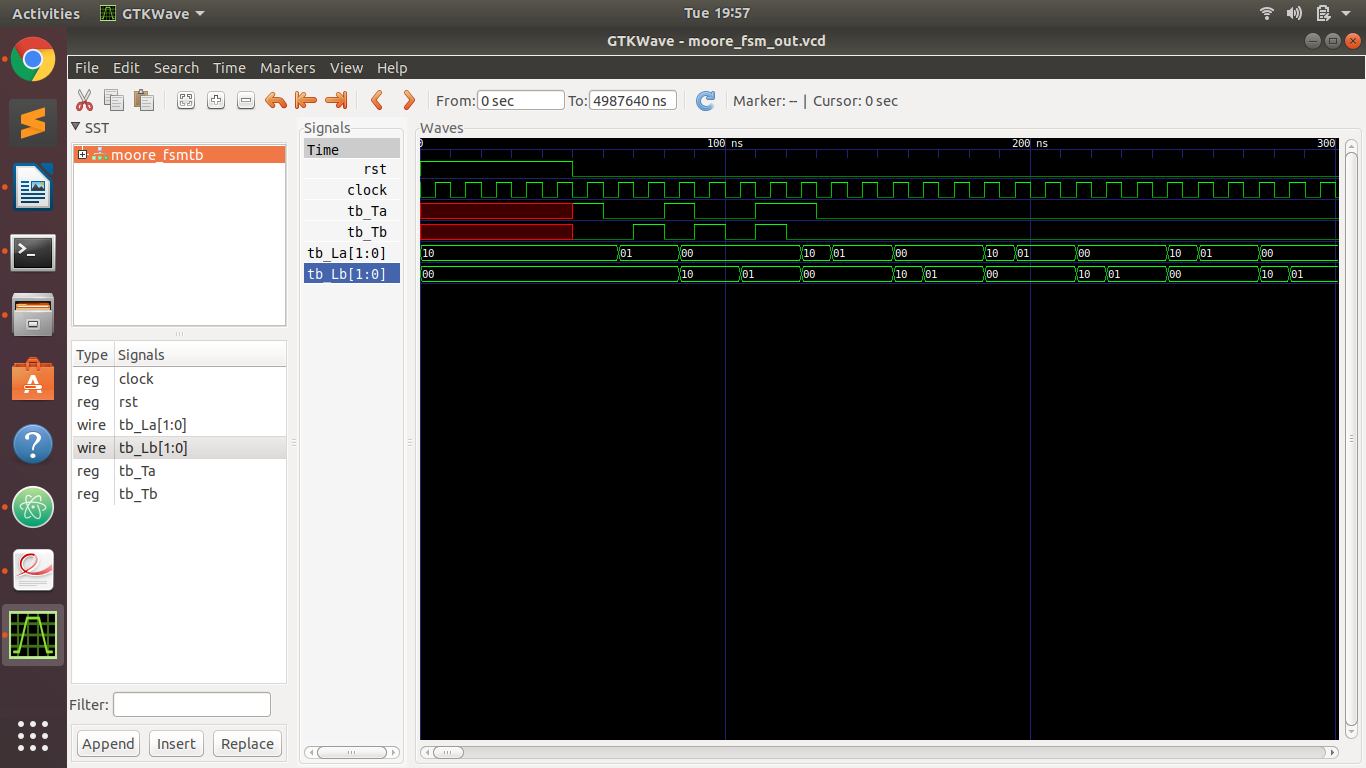 Activities GTKWave Tue 19:57
GTKWave - moore_fsm_out.vcd
File Edit Search Time Markers View Help
From: 0 sec To: 4987640 ns Marker: -- | Cursor: 0 sec
SST
moore_fsmtb
Type Signals
reg clock
reg rst
wire tb_La[1:0]
wire tb_Lb[1:0]
reg tb_Ta
reg tb_Tb
Filter:
Append Insert Replace
Signals
Time
rst
clock
tb_Ta
tb_Tb
tb_La[1:0]
tb_Lb[1:0]
Waves
0 100 ns 200 ns 300
10 01 00 10 01 00 10 01 00 10 01 00
00 10 01 00 10 01 00 10 01 00 10 01